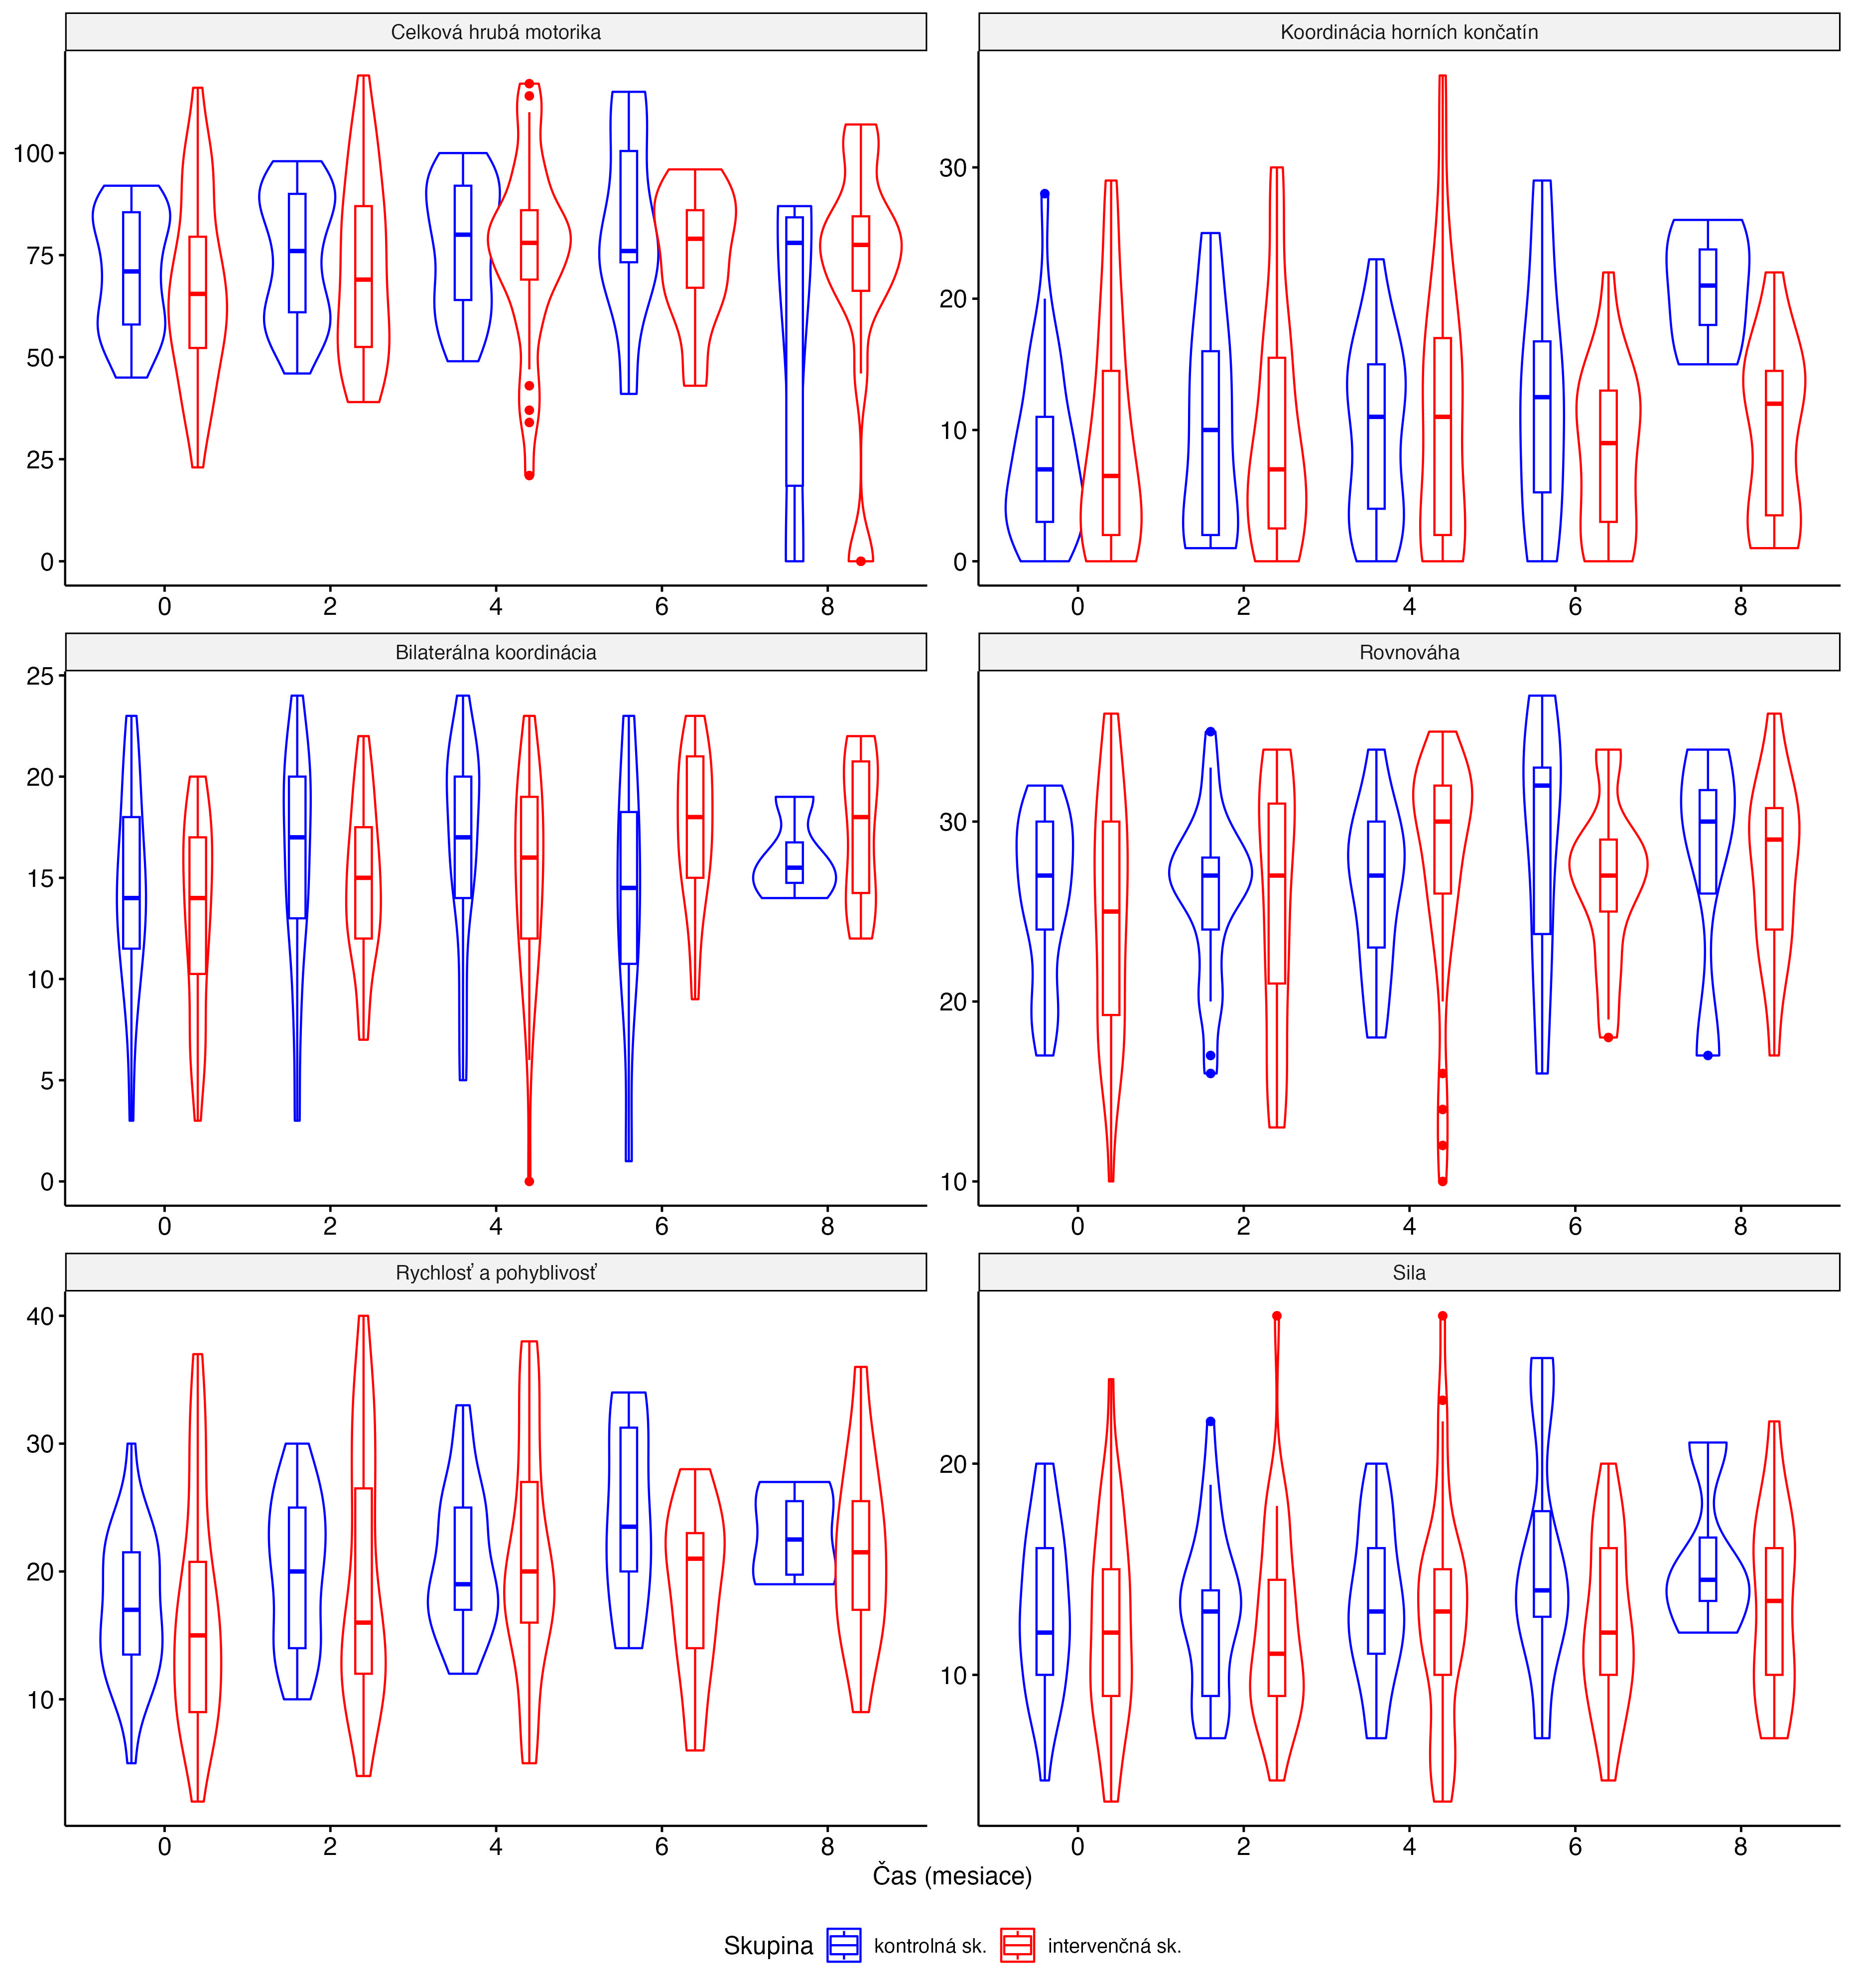 Celková hrubá motorika
100
75
50
25
0
0 2 4 6 8
Koordinácia horních končatín
30
20
10
0
0 2 4 6 8
Bilaterálna koordinácia
25
20
15
10
5
0
0 2 4 6 8
Rovnováha
30
20
10
0 2 4 6 8
Rychlosť a pohyblivosť
40
30
20
10
0 2 4 6 8
Sila
20
10
0 2 4 6 8
Čas (mesiace)
Skupina kontrolná sk. intervenčná sk.